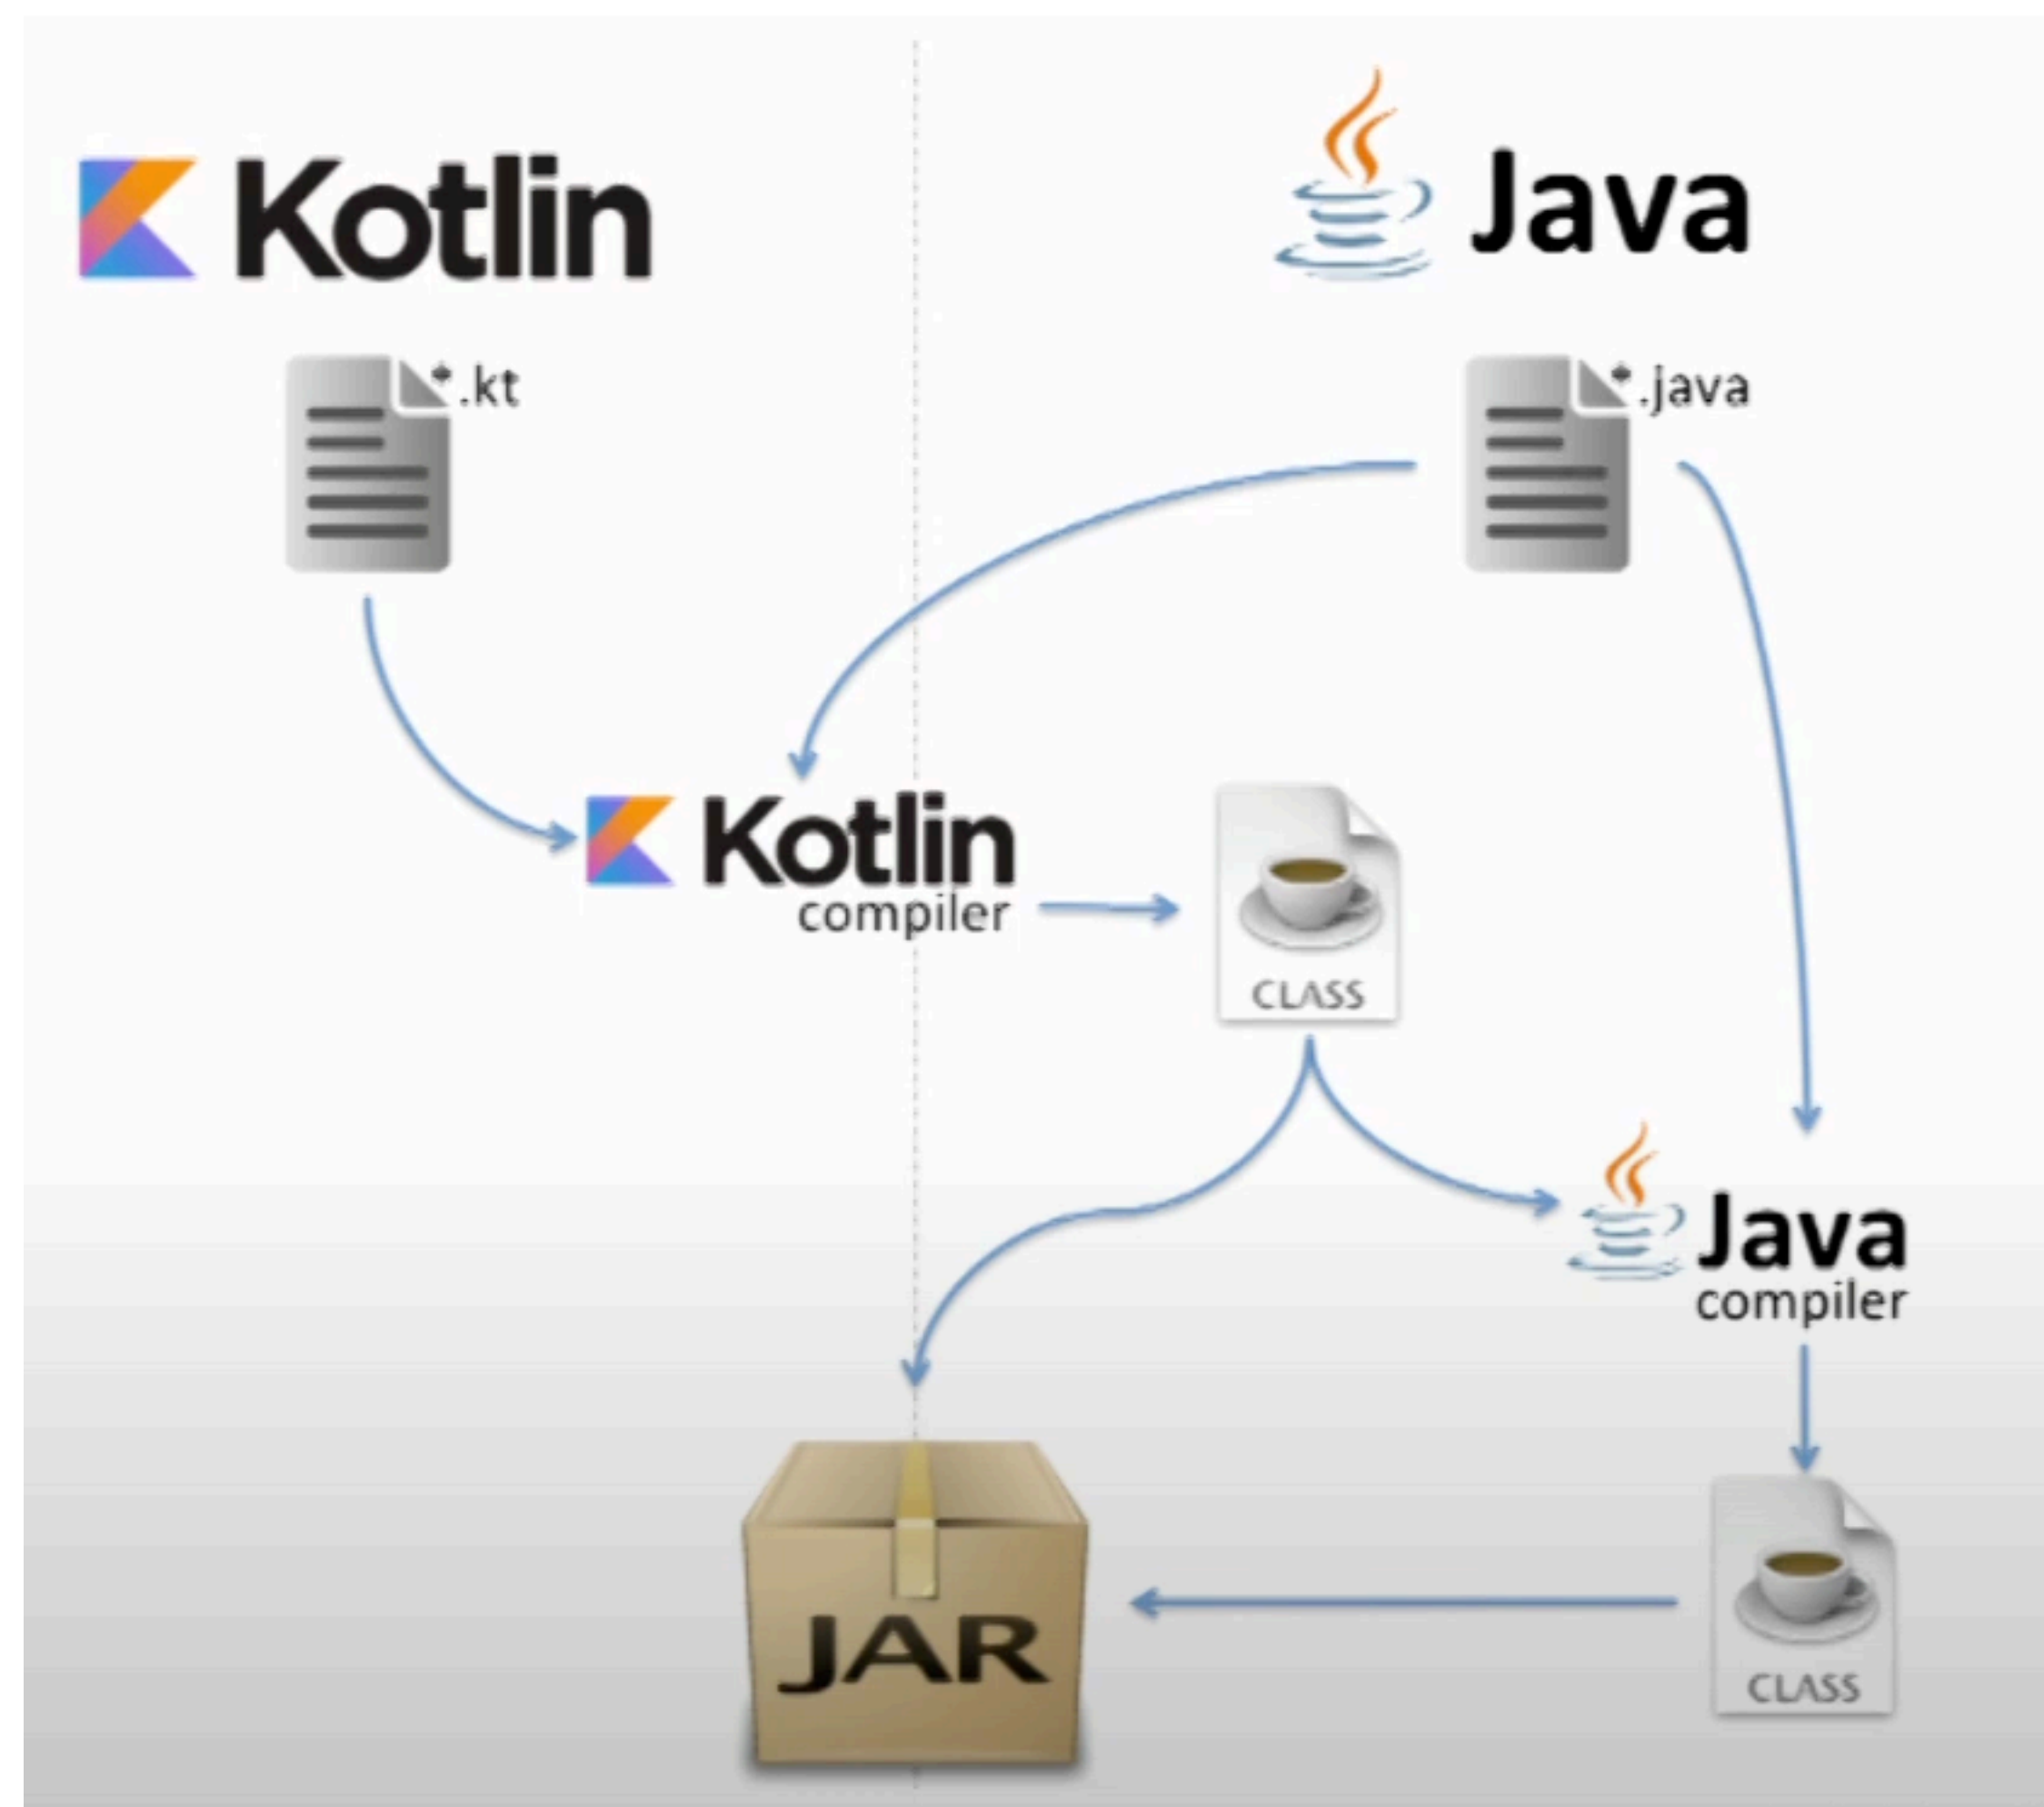 Kotlin
Java
*.kt
*.java
Kotlin
compiler
CLASS
Java
compiler
JAR
CLASS